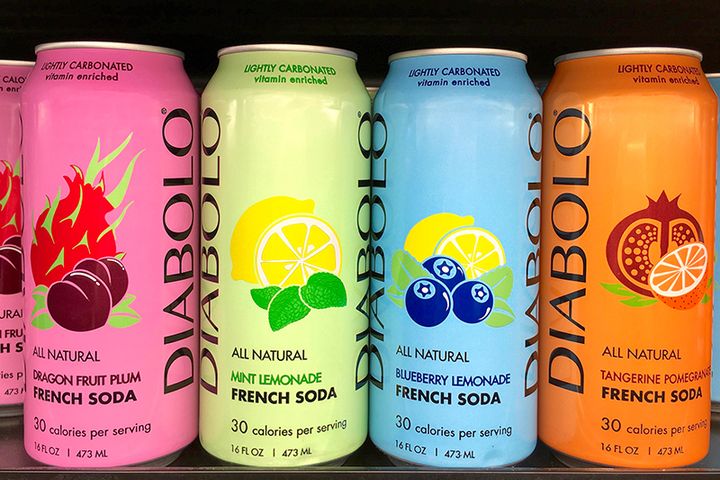 LIGHTLY CARBONATED
vitamin enriched
DIABOLO®
ALL NATURAL
DRAGON FRUIT PLUM
FRENCH SODA
30 calories per serving
16 FL OZ | 473 ML
LIGHTLY CARBONATED
vitamin enriched
DIABOLO®
ALL NATURAL
MINT LEMONADE
FRENCH SODA
30 calories per serving
16 FL OZ | 473 ML
LIGHTLY CARBONATED
vitamin enriched
DIABOLO
ALL NATURAL
BLUEBERRY LEMONADE
FRENCH SODA
30 calories per serving
16 FL OZ | 473 ML
LIGHTLY CARBONATED
vitamin enriched
DIABOLO
ALL NATURAL
TANGERINE POMEGRANA
FRENCH SODA
30 calories per serving
16 FL OZ | 473 ML